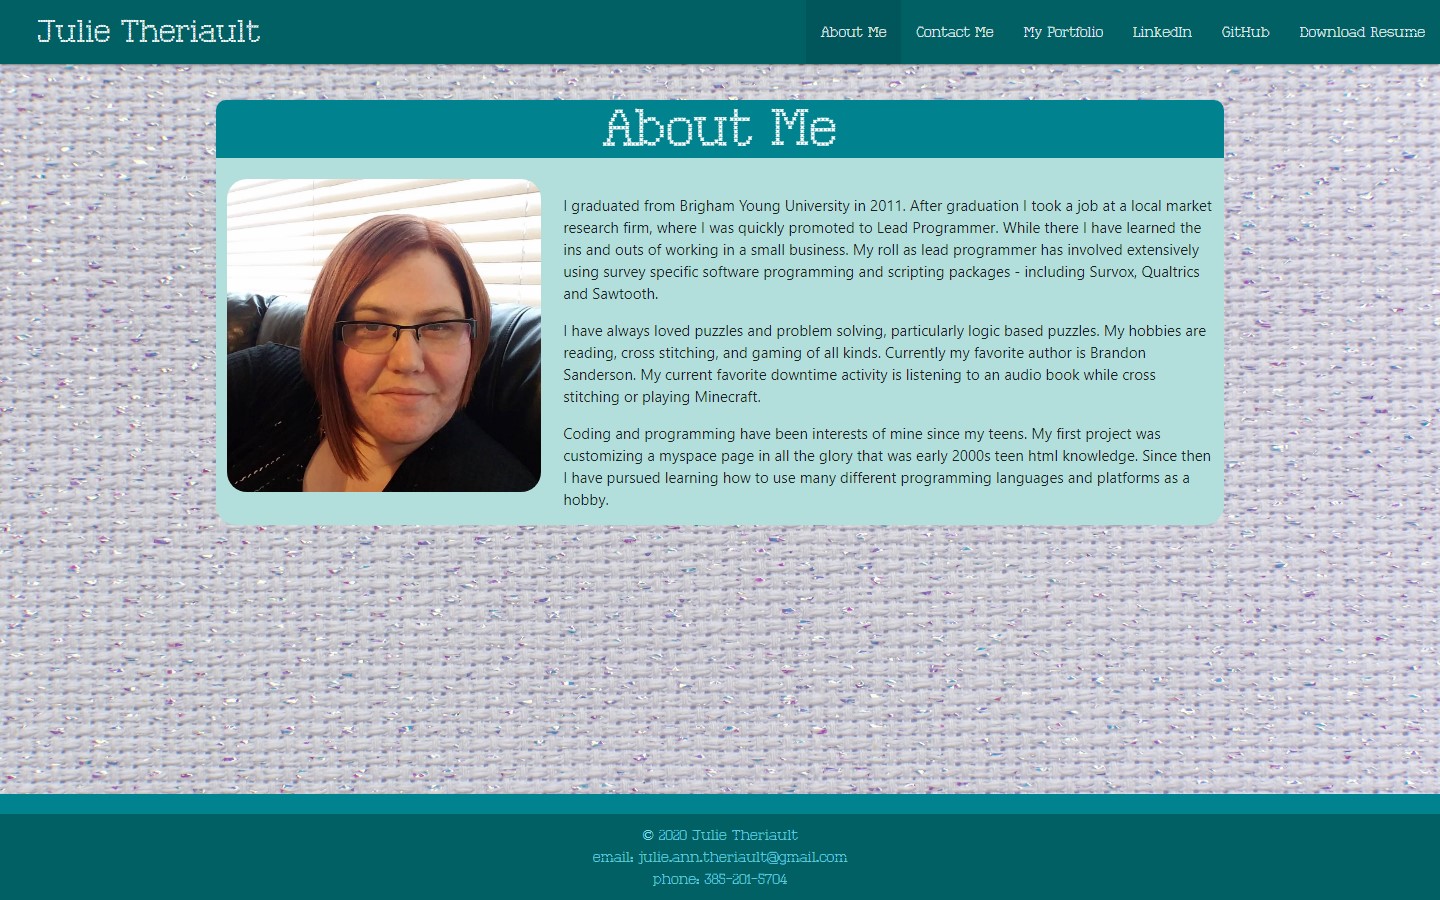 Julie Theriault
About Me
Contact Me
My Portfolio
LinkedIn
GitHub
Download Resume
About Me
I graduated from Brigham Young University in 2011. After graduation I took a job at a local market
research firm, where I was quickly promoted to Lead Programmer. While there I have learned the
ins and outs of working in a small business. My roll as lead programmer has involved extensively
using survey specific software programming and scripting packages - including Survox, Qualtrics
and Sawtooth.
I have always loved puzzles and problem solving, particularly logic based puzzles. My hobbies are
reading, cross stitching, and gaming of all kinds. Currently my favorite author is Brandon
Sanderson. My current favorite downtime activity is listening to an audio book while cross
stitching or playing Minecraft.
Coding and programming have been interests of mine since my teens. My first project was
customizing a myspace page in all the glory that was early 2000s teen html knowledge. Since then
I have pursued learning how to use many different programming languages and platforms as a
hobby.
© 2020 Julie Theriault
email: julie.ann.theriault@gmail.com
phone: 385-201-5704